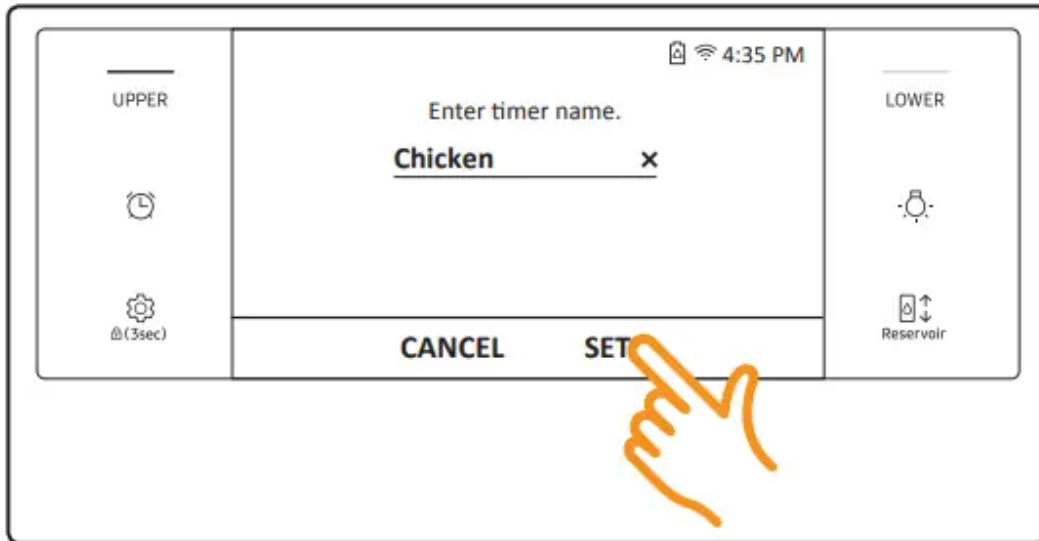 4:35 PM
UPPER
LOWER
Enter timer name.
Chicken ×
(3sec)
Reservoir
CANCEL SET